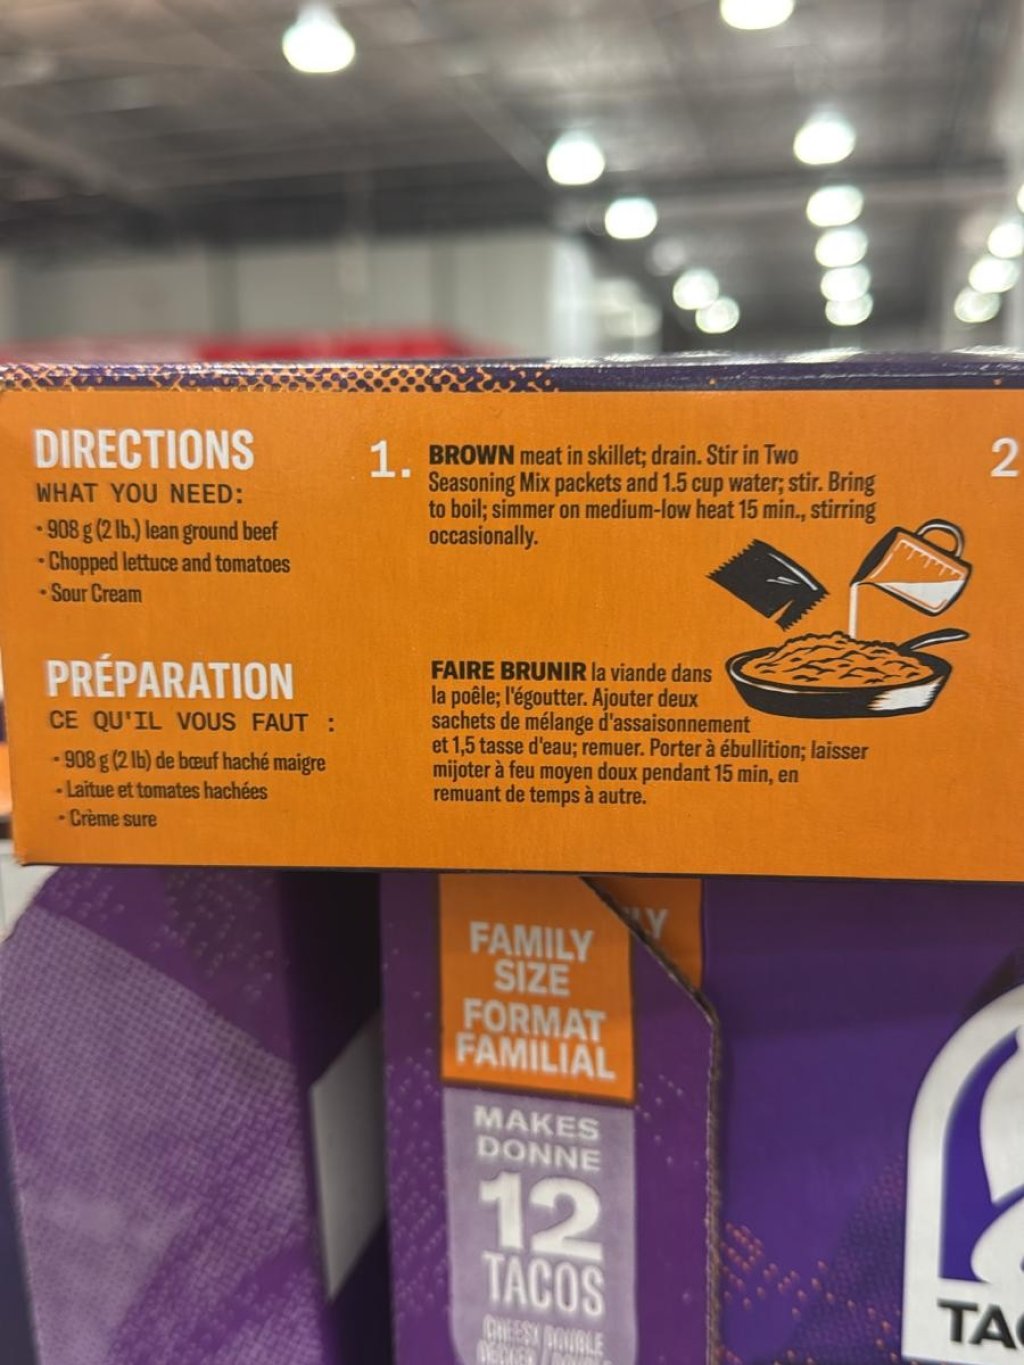 DIRECTIONS
WHAT YOU NEED:
• 908 g (2 lb.) lean ground beef
• Chopped lettuce and tomatoes
• Sour Cream
1.
BROWN meat in skillet; drain. Stir in Two
Seasoning Mix packets and 1.5 cup water; stir. Bring
to boil; simmer on medium-low heat 15 min., stirring
occasionally.
2
PRÉPARATION
CE QU'IL VOUS FAUT :
• 908 g (2 lb) de bœuf haché maigre
• Laitue et tomates hachées
• Crème sure
FAIRE BRUNIR la viande dans
la poêle; l'égoutter. Ajouter deux
sachets de mélange d'assaisonnement
et 1,5 tasse d'eau; remuer. Porter à ébullition; laisser
mijoter à feu moyen doux pendant 15 min, en
remuant de temps à autre.
FAMILY
SIZE
FORMAT
FAMILIAL
LY
MAKES
DONNE
12
TACOS
CHEESY DOUBLE
TA